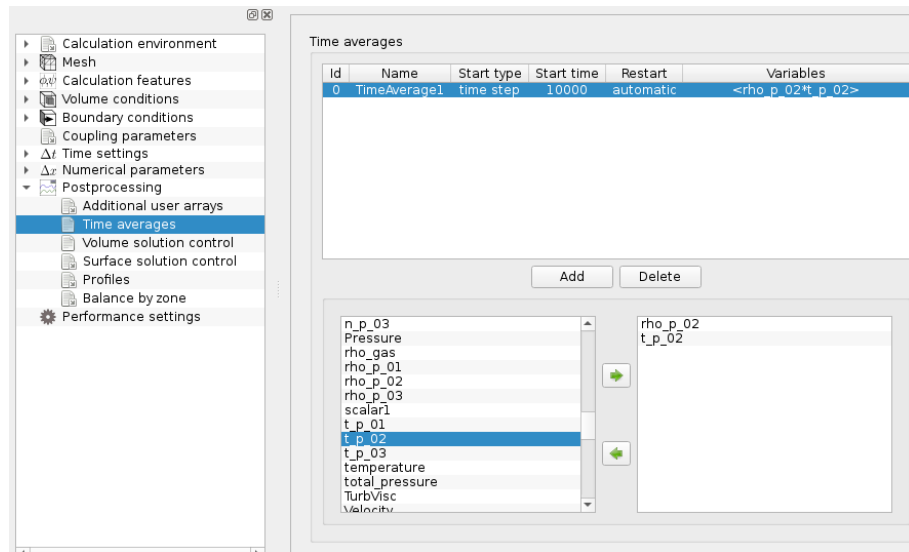 Calculation environment
Mesh
Calculation features
Volume conditions
Boundary conditions
Coupling parameters
Δt Time settings
Δx Numerical parameters
Postprocessing
Additional user arrays
Time averages
Volume solution control
Surface solution control
Profiles
Balance by zone
Performance settings
Time averages
Id Name Start type Start time Restart Variables
0 TimeAverage1 time step 10000 automatic <rho_p_02*t_p_02>
Add Delete
n_p_03
Pressure
rho_gas
rho_p_01
rho_p_02
rho_p_03
scalar1
t_p_01
t_p_02
t_p_03
temperature
total_pressure
TurbVisc
Velocity
rho_p_02
t_p_02